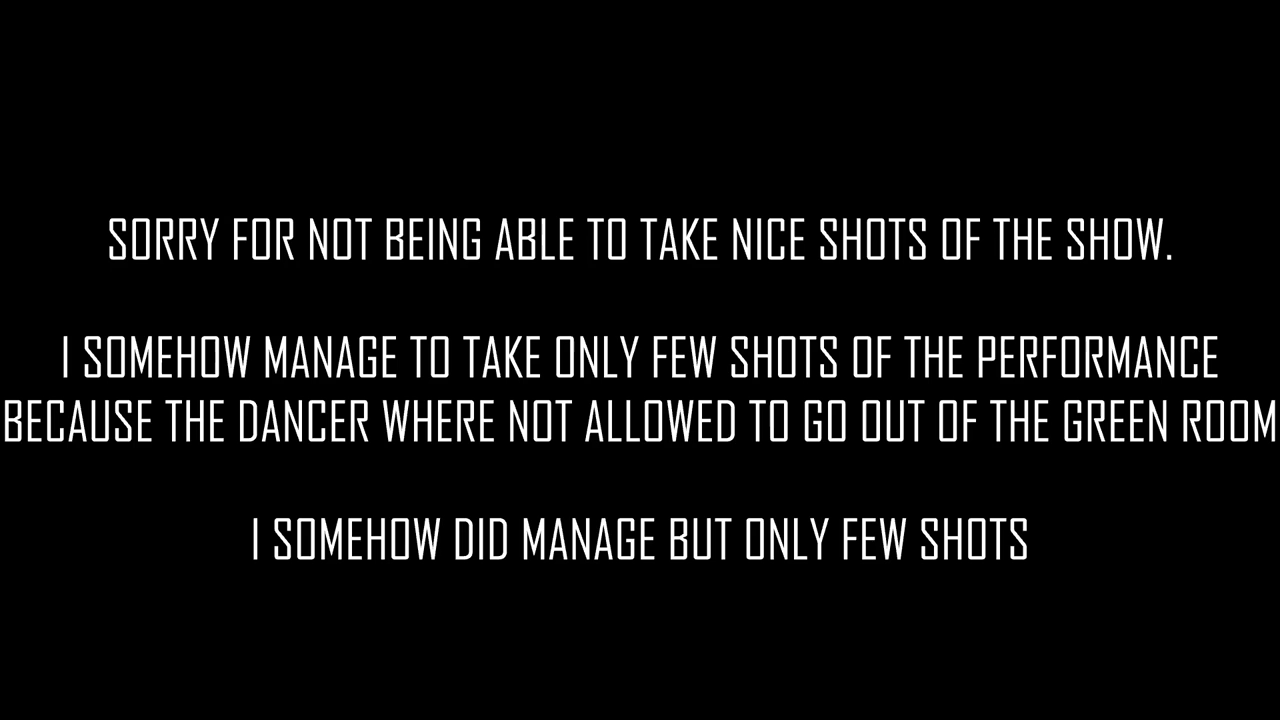 SORRY FOR NOT BEING ABLE TO TAKE NICE SHOTS OF THE SHOW.
I SOMEHOW MANAGE TO TAKE ONLY FEW SHOTS OF THE PERFORMANCE
BECAUSE THE DANCER WHERE NOT ALLOWED TO GO OUT OF THE GREEN ROOM
I SOMEHOW DID MANAGE BUT ONLY FEW SHOTS